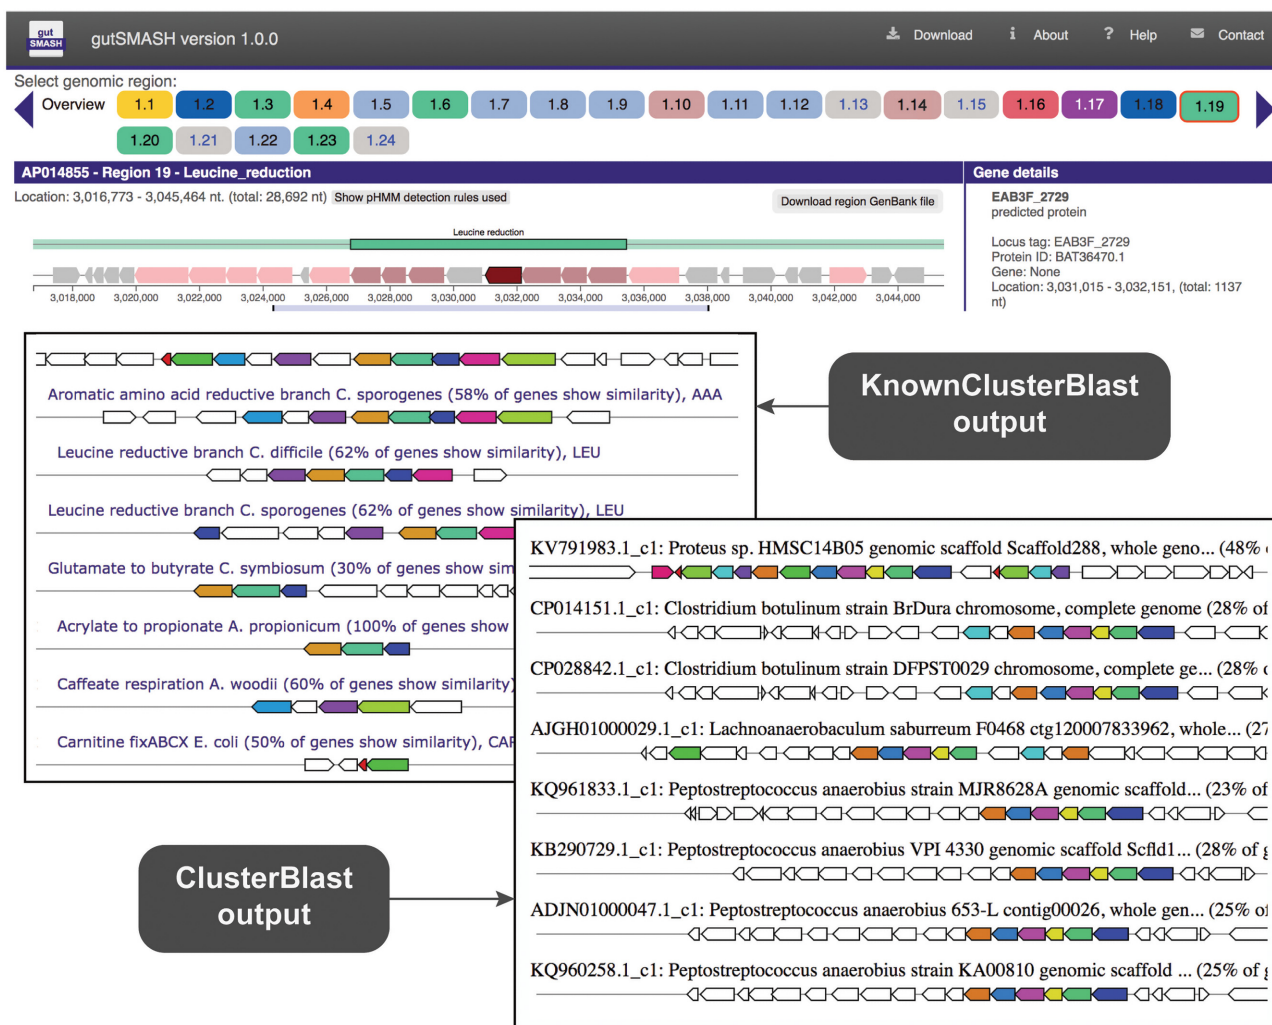 gut
SMASH
gutSMASH version 1.0.0
Download
About
Help
Contact
Select genomic region:
Overview 1.1 1.2 1.3 1.4 1.5 1.6 1.7 1.8 1.9 1.10 1.11 1.12 1.13 1.14 1.15 1.16 1.17 1.18 1.19
1.20 1.21 1.22 1.23 1.24
AP014855 - Region 19 - Leucine_reduction
Location: 3,016,773 - 3,045,464 nt. (total: 28,692 nt) Show pHMM detection rules used
Download region GenBank file
Leucine reduction
3,018,000 3,020,000 3,022,000 3,024,000 3,026,000 3,028,000 3,030,000 3,032,000 3,034,000 3,036,000 3,038,000 3,040,000 3,042,000 3,044,000
Gene details
EAB3F_2729
predicted protein
Locus tag: EAB3F_2729
Protein ID: BAT36470.1
Gene: None
Location: 3,031,015 - 3,032,151, (total: 1137
nt)
KnownClusterBlast
output
Aromatic amino acid reductive branch C. sporogenes (58% of genes show similarity), AAA
Leucine reductive branch C. difficile (62% of genes show similarity), LEU
Leucine reductive branch C. sporogenes (62% of genes show similarity), LEU
Glutamate to butyrate C. symbiosum (30% of genes show sim
Acrylate to propionate A. propionicum (100% of genes show
Caffeate respiration A. woodii (60% of genes show similarity)
Carnitine fixABCX E. coli (50% of genes show similarity), CAR
ClusterBlast
output
KV791983.1_c1: Proteus sp. HMSC14B05 genomic scaffold Scaffold288, whole geno... (48%
CP014151.1_c1: Clostridium botulinum strain BrDura chromosome, complete genome (28% of
CP028842.1_c1: Clostridium botulinum strain DFPST0029 chromosome, complete ge... (28%
AJGH01000029.1_c1: Lachnoanaerobaculum saburreum F0468 ctg120007833962, whole... (27
KQ961833.1_c1: Peptostreptococcus anaerobius strain MJR8628A genomic scaffold... (23% of
KB290729.1_c1: Peptostreptococcus anaerobius VPI 4330 genomic scaffold Scfld1... (28% of g
ADJN01000047.1_c1: Peptostreptococcus anaerobius 653-L contig00026, whole gen... (25% of
KQ960258.1_c1: Peptostreptococcus anaerobius strain KA00810 genomic scaffold ... (25% of g